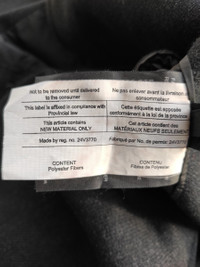 not to be removed until delivered
to the consumer
Ne pas enlever avant la livraison au
consommateur
This label is affixed in compliance with
Provincial law
Cette étiquette est apposée
conformément à la loi de la province
This article contains
NEW MATERIAL ONLY
Cet article contient des
MATÉRIAUX NEUFS SEULEMENT
Made by reg. no. 24V3770
Fabriqué par No. de permis: 24V3770
CONTENT
Polyester Fibers
CONTENU
Fibres de Polyester